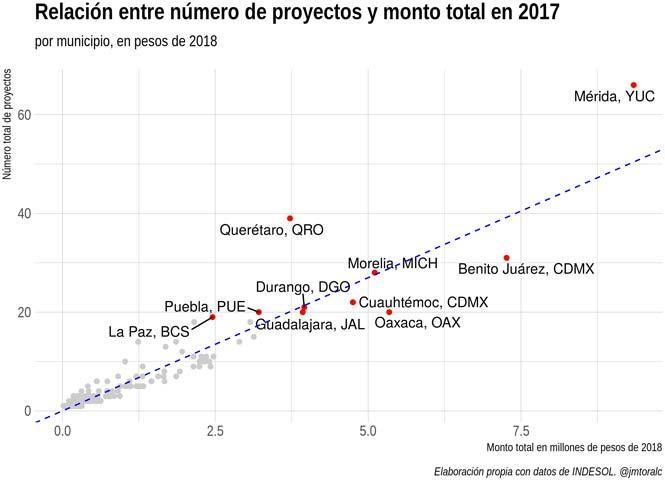 Relación entre número de proyectos y monto total en 2017
por municipio, en pesos de 2018
Número total de proyectos
60
40
20
0
Mérida, YUC
Querétaro, QRO
Morelia, MICH
Benito Juárez, CDMX
Durango, DGO
Puebla, PUE
Cuauhtémoc, CDMX
La Paz, BCS
Guadalajara, JAL
Oaxaca, OAX
0.0
2.5
5.0
7.5
Monto total en millones de pesos de 2018
Elaboración propia con datos de INDESOL. @jmtoralc